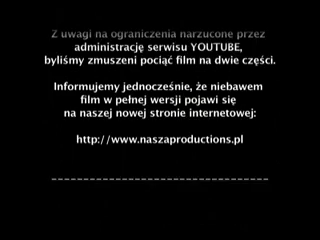 Z uwagi na ograniczenia narzucone przez
administrację serwisu YOUTUBE,
byliśmy zmuszeni pociąć film na dwie części.
Informujemy jednocześnie, że niebawem
film w pełnej wersji pojawi się
na naszej nowej stronie internetowej:
http://www.naszaproductions.pl
___________________________________